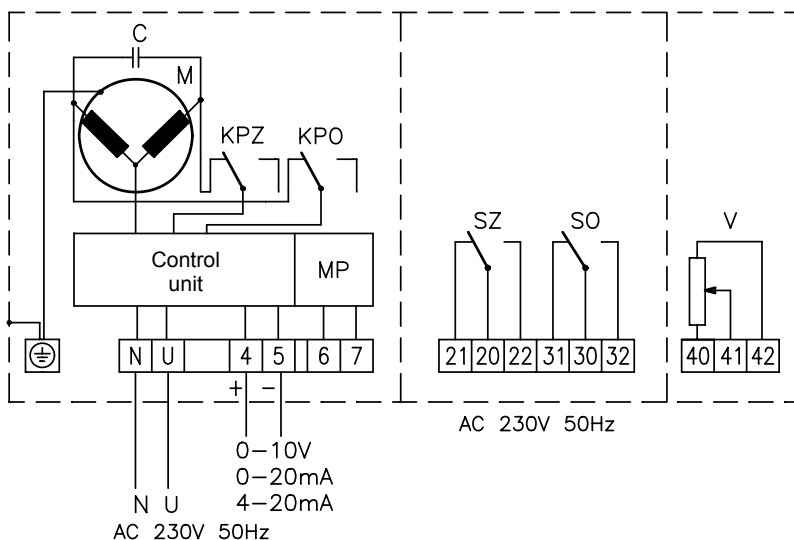 C
M
KPZ KPO
Control
unit
MP
SZ SO
V
N U 4 5 6 7
21 20 22 31 30 32
40 41 42
+ −
AC 230V 50Hz
0−10V
0−20mA
4−20mA
N U
AC 230V 50Hz